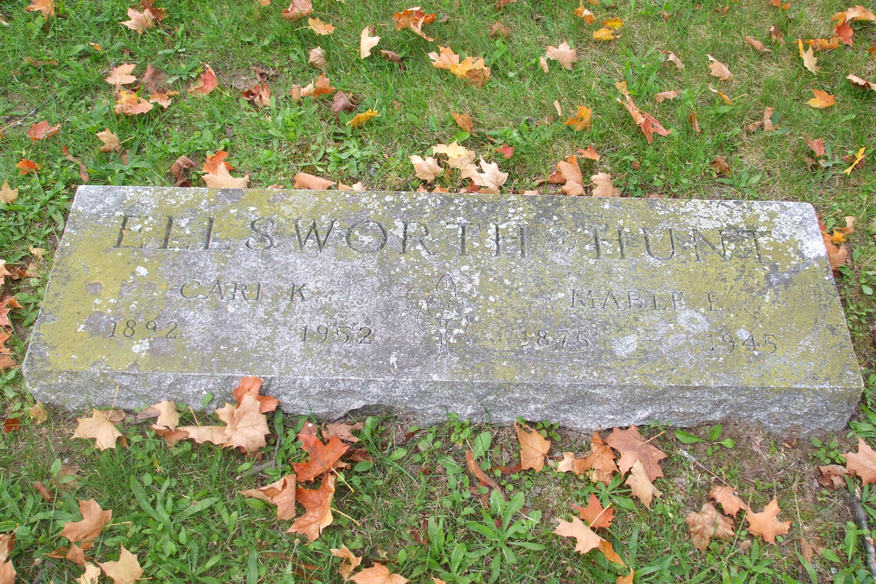 ELLSWORTH & HUNT
CARL K. MABLE E.
1892 1952 1875 1945